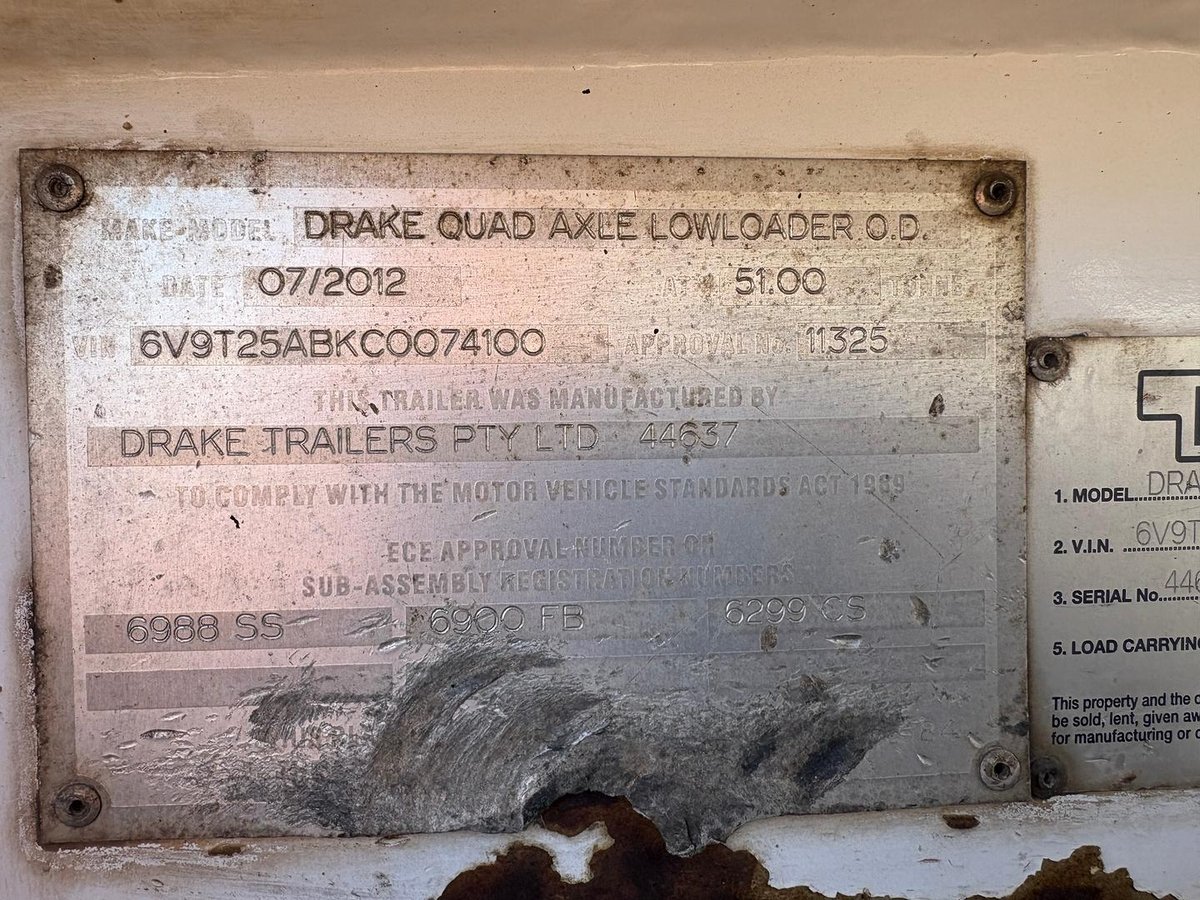 MAKE-MODEL DRAKE QUAD AXLE LOWLOADER O.D.
DATE 07/2012 51.00
VIN 6V9T25ABKC0074100 APPROVAL No. 11325
THIS TRAILER WAS MANUFACTURED BY
DRAKE TRAILERS PTY LTD 44637
TO COMPLY WITH THE MOTOR VEHICLE STANDARDS ACT 1989
ECE APPROVAL NUMBER OR
SUB-ASSEMBLY REGISTRATION NUMBERS
6988 SS 6900 FB 6299 CS
1. MODEL DRA
2. V.I.N. 6V9T
3. SERIAL No. 446
5. LOAD CARRYING
This property and the
be sold, lent, given
for manufacturing or